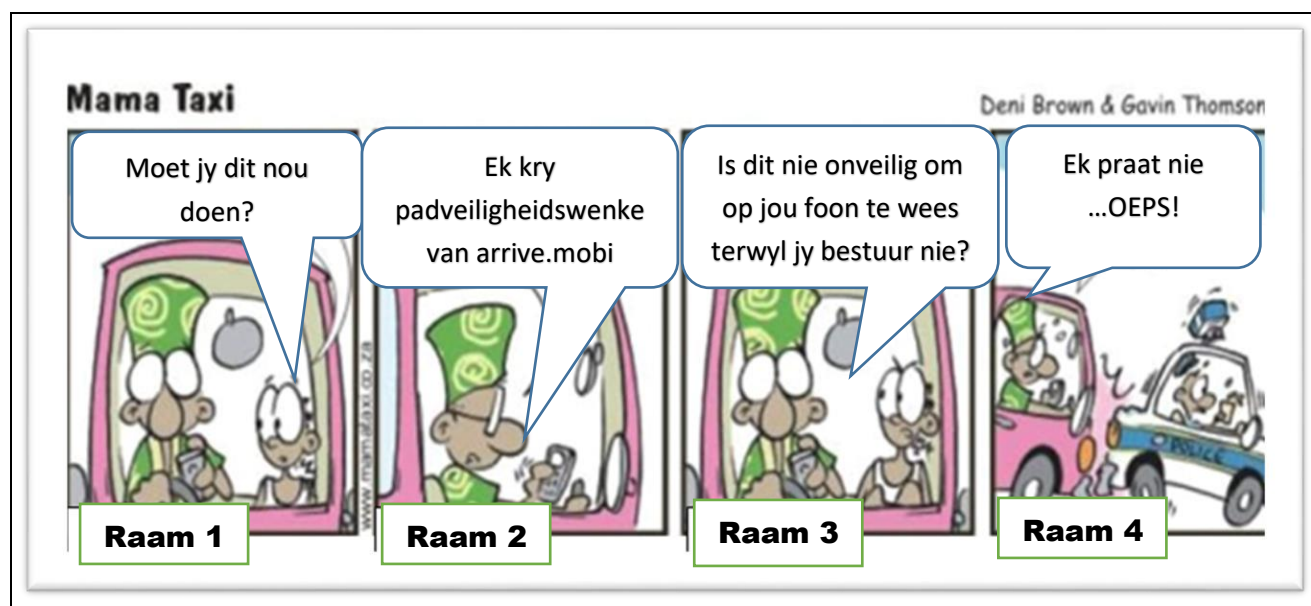 Mama Taxi
Deni Brown & Gavin Thomson
Moet jy dit nou
doen?
Ek kry
padveiligheidswenke
van arrive.mobi
Is dit nie onveilig om
op jou foon te wees
terwyl jy bestuur nie?
Ek praat nie
...OEPS!
www.mamataxi.co.za
POLICE
Raam 1
Raam 2
Raam 3
Raam 4